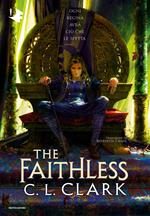 OGNI
REGINA
AVRÀ
CIÒ CHE
LE SPETTA
THE
FAITHLESS
C. L. CLARK